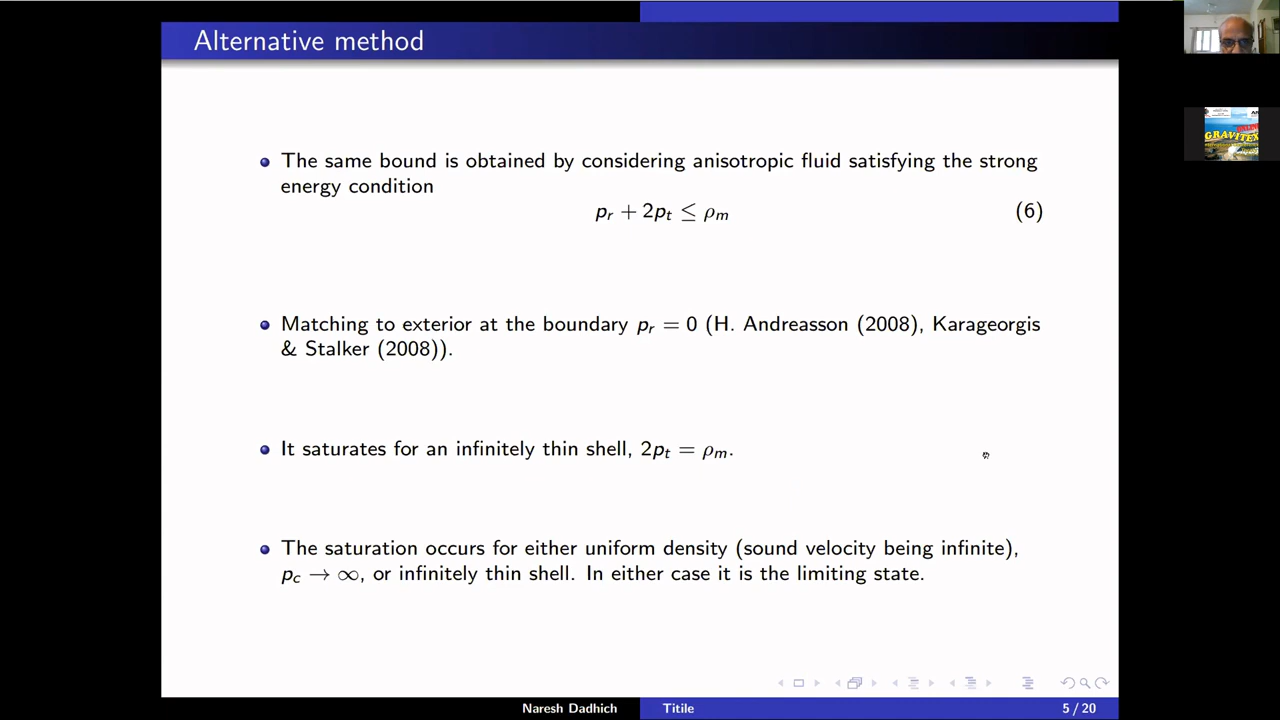 Alternative method
The same bound is obtained by considering anisotropic fluid satisfying the strong
energy condition
p_r + 2p_t ≤ ρ_m (6)
Matching to exterior at the boundary p_r = 0 (H. Andreasson (2008), Karageorgis
& Stalker (2008)).
It saturates for an infinitely thin shell, 2p_t = ρ_m.
The saturation occurs for either uniform density (sound velocity being infinite),
p_c → ∞, or infinitely thin shell. In either case it is the limiting state.
Naresh Dadhich Titile 5 / 20